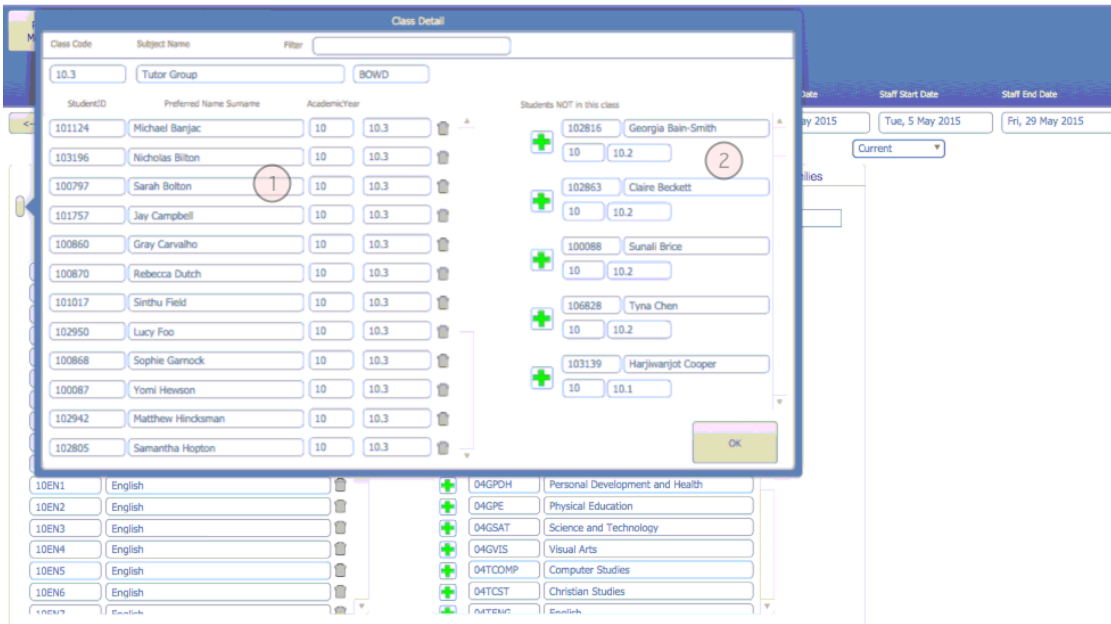 Class Detail
Class Code Subject Name Filter
10.3 Tutor Group BOWD
StudentID Preferred Name Surname AcademicYear
101124 Michael Banjac 10 10.3
103196 Nicholas Bilton 10 10.3
100797 Sarah Bolton 1 10 10.3
101757 Jay Campbell 10 10.3
100860 Gray Carvalho 10 10.3
100870 Rebecca Dutch 10 10.3
101017 Sinthu Field 10 10.3
102950 Lucy Foo 10 10.3
100868 Sophie Garnock 10 10.3
100087 Yomi Hewson 10 10.3
102942 Matthew Hincksman 10 10.3
102805 Samantha Hopton 10 10.3
Students NOT in this class
102816 Georgia Bain-Smith
10 10.2 2
102863 Claire Beckett
10 10.2
100088 Sunali Brice
10 10.2
106828 Tyna Chen
10 10.2
103139 Harjiwanjot Cooper
10 10.1
OK
Staff Start Date Staff End Date
2015 Tue, 5 May 2015 Fri, 29 May 2015
Current
10EN1 English
10EN2 English
10EN3 English
10EN4 English
10EN5 English
10EN6 English
04GPDH Personal Development and Health
04GPE Physical Education
04GSAT Science and Technology
04GVIS Visual Arts
04TCOMP Computer Studies
04TCST Christian Studies